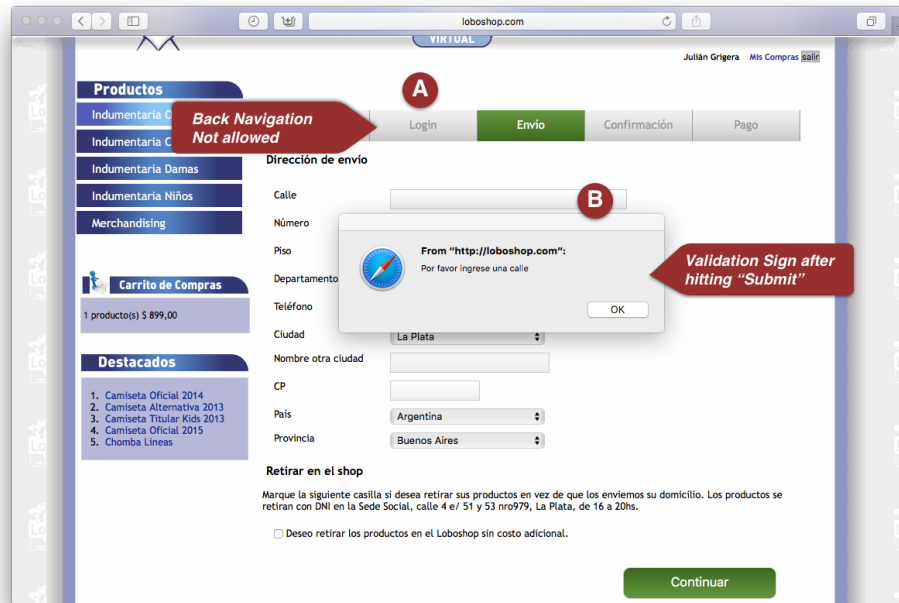 loboshop.com
VIRTUAL
Julián Grigera Mis Compras salir
Productos
Indumentaria
Indumentaria
Indumentaria Damas
Indumentaria Niños
Merchandising
A
Back Navigation
Not allowed
Login
Envío
Confirmación
Pago
Dirección de envío
Calle
B
Número
Piso
Departamento
Teléfono
From “http://loboshop.com”:
Por favor ingrese una calle
OK
Validation Sign after
hitting “Submit”
Ciudad
La Plata
Nombre otra ciudad
CP
País
Argentina
Provincia
Buenos Aires
Carrito de Compras
1 producto(s) $ 899,00
Destacados
1. Camiseta Oficial 2014
2. Camiseta Alternativa 2013
3. Camiseta Titular Kids 2013
4. Camiseta Oficial 2015
5. Chomba Lineas
Retirar en el shop
Marque la siguiente casilla si desea retirar sus productos en vez de que los enviemos su domicilio. Los productos se
retiran con DNI en la Sede Social, calle 4 e/ 51 y 53 nro979, La Plata, de 16 a 20hs.
Deseo retirar los productos en el Loboshop sin costo adicional.
Continuar